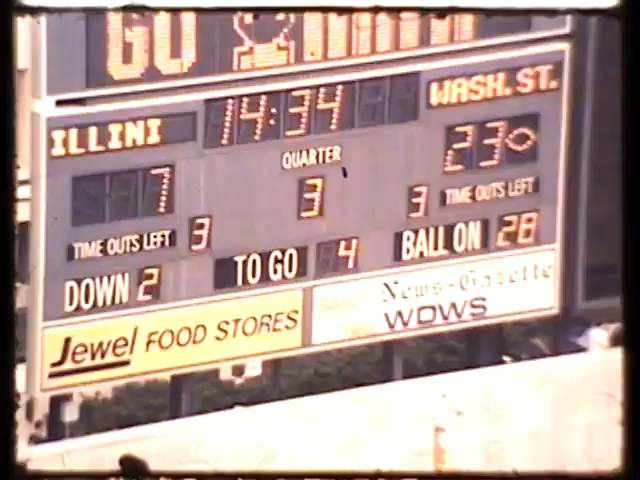 GO
ILLINI 14:34 WASH. ST.
7 QUARTER 23
3 3 TIME OUTS LEFT
TIME OUTS LEFT 3
DOWN 2 TO GO 4 BALL ON 28
Jewel FOOD STORES
News-Gazette
WDWS